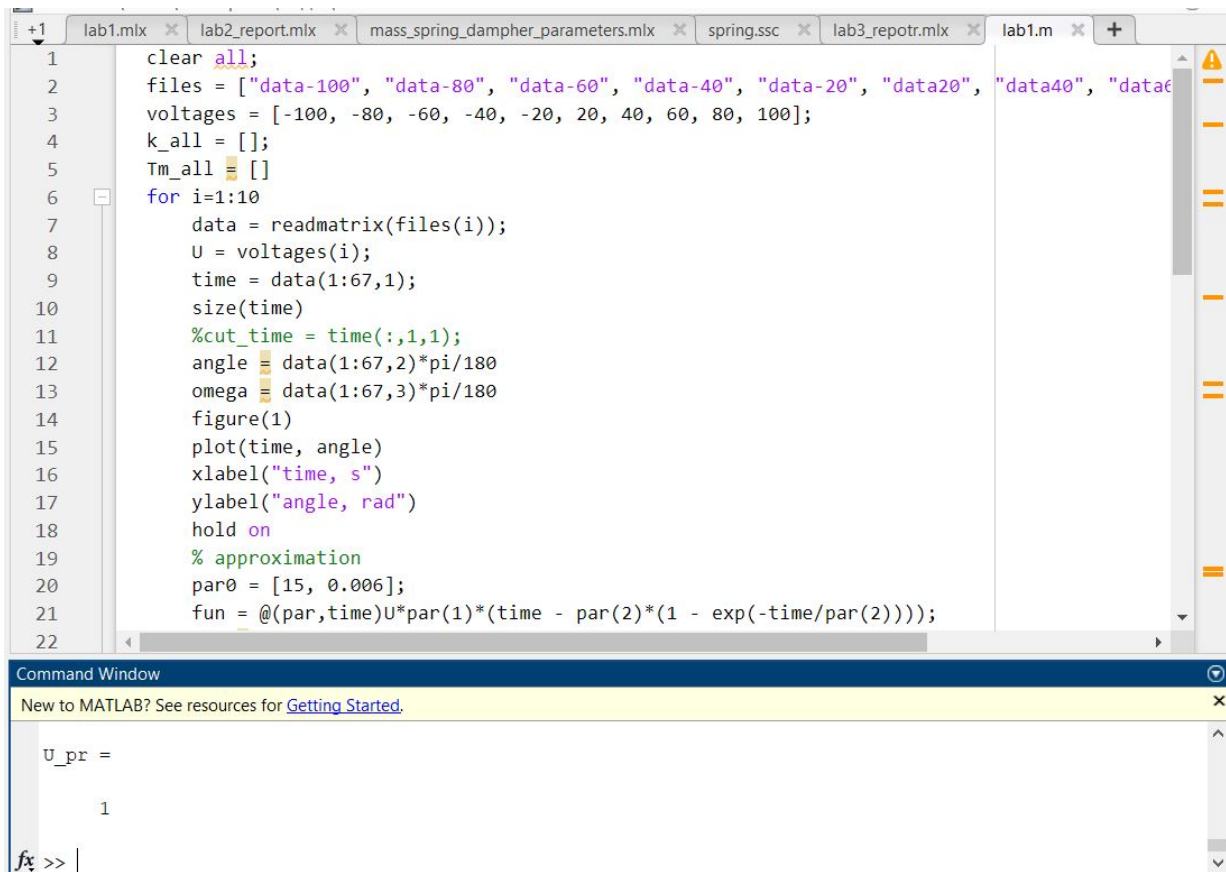 +1 lab1.mlx lab2_report.mlx mass_spring_dampher_parameters.mlx spring.ssc lab3_repotr.mlx lab1.m +
1 clear all;
2 files = ["data-100", "data-80", "data-60", "data-40", "data-20", "data20", "data40", "data6
3 voltages = [-100, -80, -60, -40, -20, 20, 40, 60, 80, 100];
4 k_all = [];
5 Tm_all = []
6 for i=1:10
7 data = readmatrix(files(i));
8 U = voltages(i);
9 time = data(1:67,1);
10 size(time)
11 %cut_time = time(:,1,1);
12 angle = data(1:67,2)*pi/180
13 omega = data(1:67,3)*pi/180
14 figure(1)
15 plot(time, angle)
16 xlabel("time, s")
17 ylabel("angle, rad")
18 hold on
19 % approximation
20 par0 = [15, 0.006];
21 fun = @(par,time)U*par(1)*(time - par(2)*(1 - exp(-time/par(2))));
22
Command Window
New to MATLAB? See resources for Getting Started.
U_pr =
1
fx >>